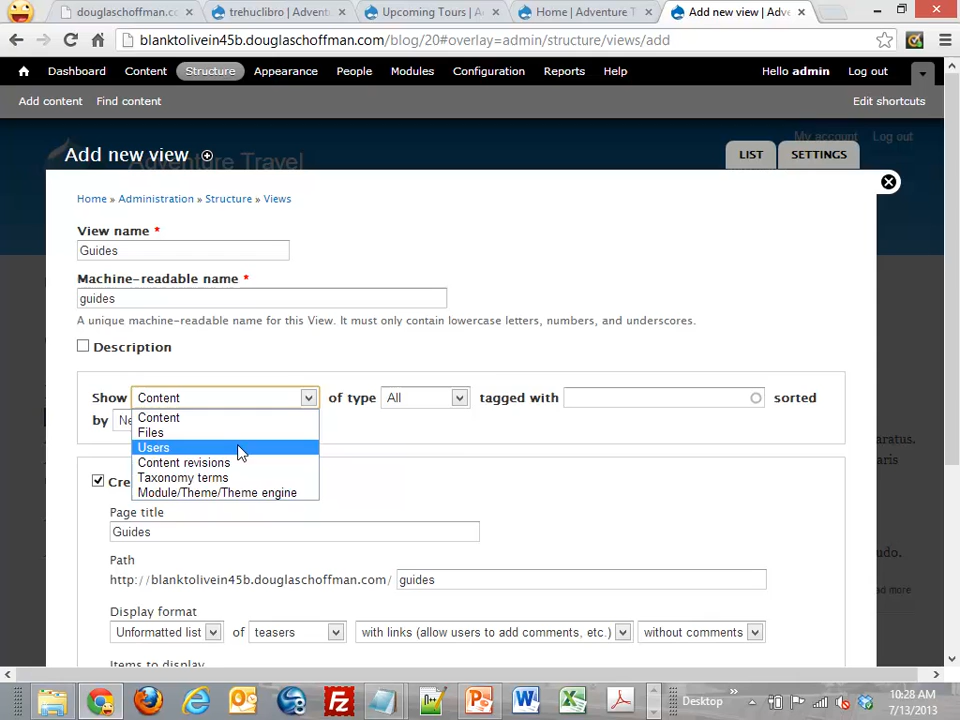 douglaschoffman.co
trehuclibro | Adventu
Upcoming Tours | Ad
Home | Adventure T
Add new view | Adve
blanktolivein45b.douglaschoffman.com/blog/20#overlay=admin/structure/views/add
Dashboard Content Structure Appearance People Modules Configuration Reports Help Hello admin Log out
Add content Find content Edit shortcuts
My account Log out
Add new view Adventure Travel LIST SETTINGS
Home » Administration » Structure » Views
View name *
Guides
Machine-readable name *
guides
A unique machine-readable name for this View. It must only contain lowercase letters, numbers, and underscores.
Description
Show Content of type All tagged with sorted
by Ne
Content
Files
Users
Content revisions
Taxonomy terms
Module/Theme/Theme engine
Cre
Page title
Guides
Path
http://blanktolivein45b.douglaschoffman.com/ guides
Display format
Unformatted list of teasers with links (allow users to add comments, etc.) without comments
Items to display
Desktop
10:28 AM
7/13/2013